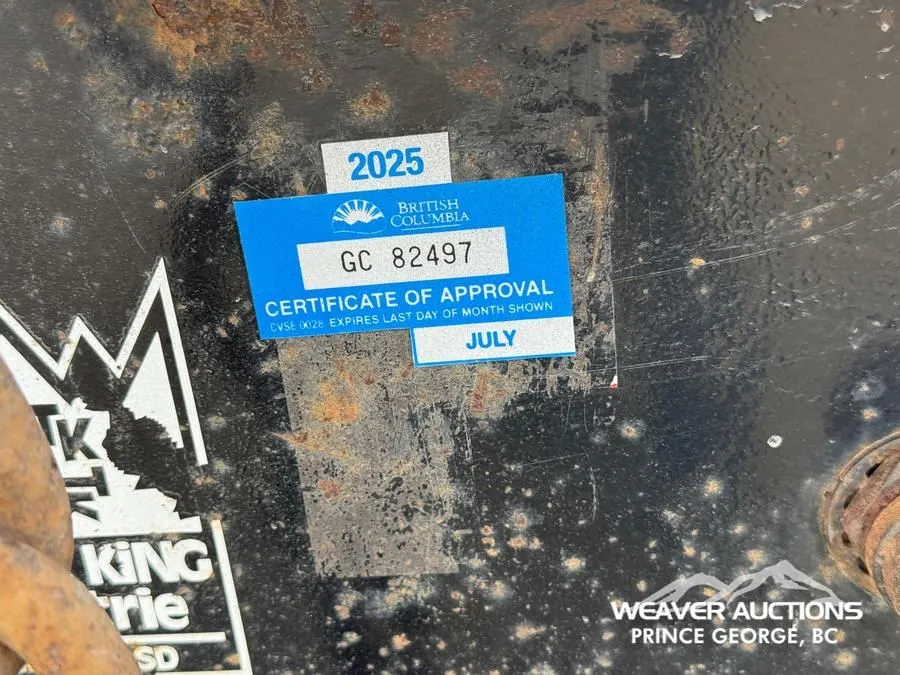 2025
BRITISH
COLUMBIA
GC 82497
CERTIFICATE OF APPROVAL
CVSE 0028 EXPIRES LAST DAY OF MONTH SHOWN
JULY
KING
SD
WEAVER AUCTIONS
PRINCE GEORGE, BC